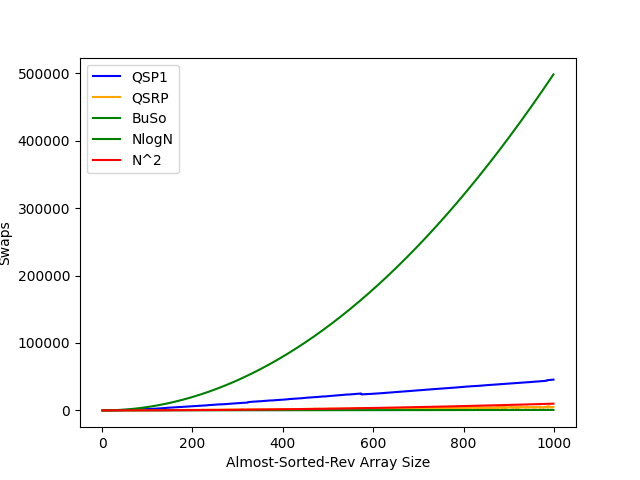 QSP1
QSRP
BuSo
NlogN
N^2
500000
400000
300000
200000
100000
0
Swaps
0 200 400 600 800 1000
Almost-Sorted-Rev Array Size